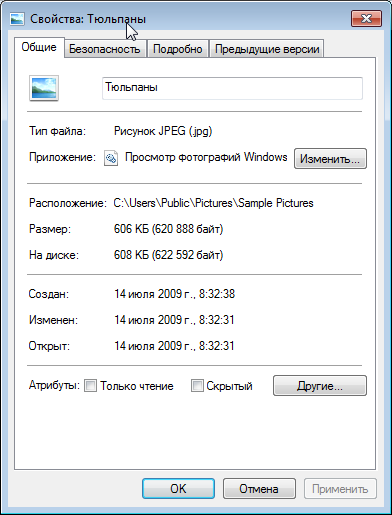 Свойства: Тюльпаны
Общие Безопасность Подробно Предыдущие версии
Тюльпаны
Тип файла: Рисунок JPEG (.jpg)
Приложение: Просмотр фотографий Windows Изменить...
Расположение: C:\Users\Public\Pictures\Sample Pictures
Размер: 606 КБ (620 888 байт)
На диске: 608 КБ (622 592 байт)
Создан: 14 июля 2009 г., 8:32:38
Изменен: 14 июля 2009 г., 8:32:31
Открыт: 14 июля 2009 г., 8:32:31
Атрибуты: Только чтение Скрытый Другие...
ОК Отмена Применить